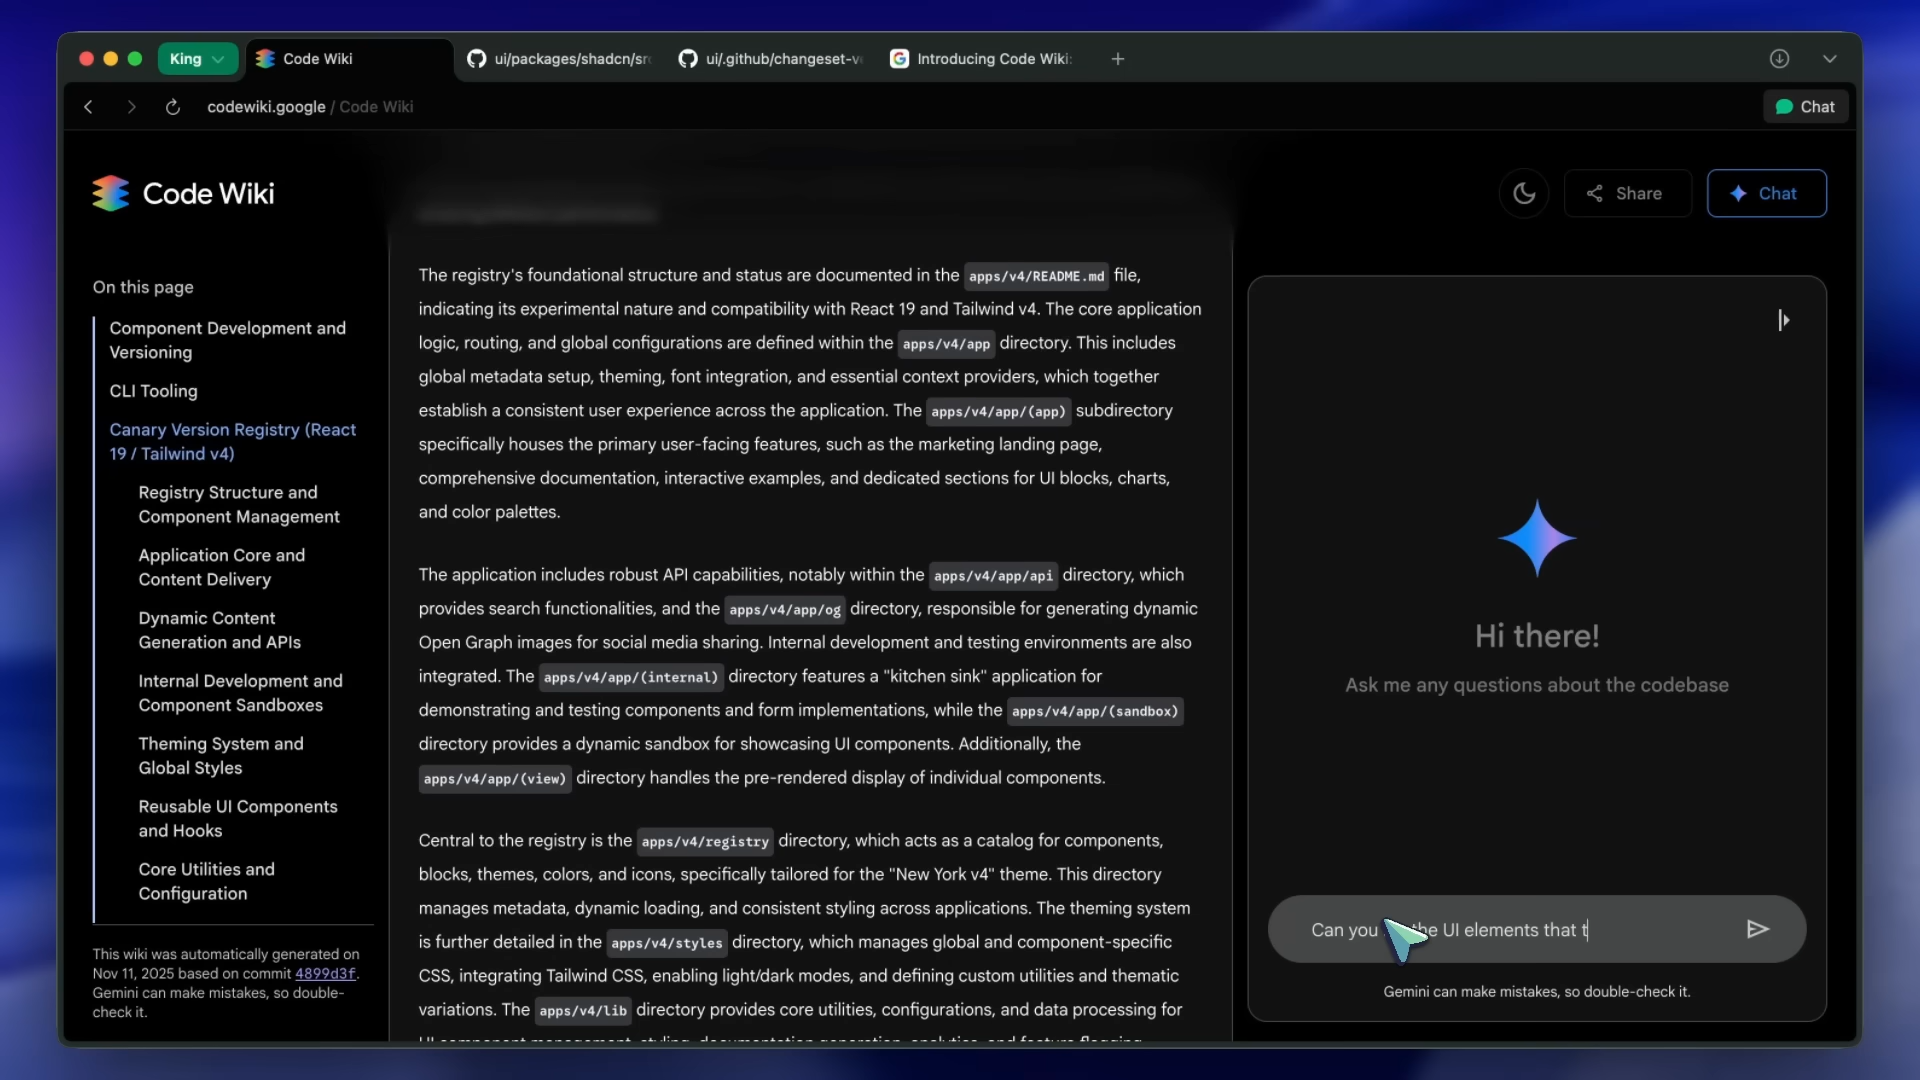 King
Code Wiki
ui/packages/shadcn/src
ui/.github/changeset-ve
Introducing Code Wiki:
codewiki.google / Code Wiki
Chat
Code Wiki
Share
Chat
On this page
Component Development and
Versioning
CLI Tooling
Canary Version Registry (React
19 / Tailwind v4)
Registry Structure and
Component Management
Application Core and
Content Delivery
Dynamic Content
Generation and APIs
Internal Development and
Component Sandboxes
Theming System and
Global Styles
Reusable UI Components
and Hooks
Core Utilities and
Configuration
This wiki was automatically generated on
Nov 11, 2025 based on commit 4899d3f.
Gemini can make mistakes, so double-
check it.
The registry's foundational structure and status are documented in the apps/v4/README.md file,
indicating its experimental nature and compatibility with React 19 and Tailwind v4. The core application
logic, routing, and global configurations are defined within the apps/v4/app directory. This includes
global metadata setup, theming, font integration, and essential context providers, which together
establish a consistent user experience across the application. The apps/v4/app/(app) subdirectory
specifically houses the primary user-facing features, such as the marketing landing page,
comprehensive documentation, interactive examples, and dedicated sections for UI blocks, charts,
and color palettes.
The application includes robust API capabilities, notably within the apps/v4/app/api directory, which
provides search functionalities, and the apps/v4/app/og directory, responsible for generating dynamic
Open Graph images for social media sharing. Internal development and testing environments are also
integrated. The apps/v4/app/(internal) directory features a "kitchen sink" application for
demonstrating and testing components and form implementations, while the apps/v4/app/(sandbox)
directory provides a dynamic sandbox for showcasing UI components. Additionally, the
apps/v4/app/(view) directory handles the pre-rendered display of individual components.
Central to the registry is the apps/v4/registry directory, which acts as a catalog for components,
blocks, themes, colors, and icons, specifically tailored for the "New York v4" theme. This directory
manages metadata, dynamic loading, and consistent styling across applications. The theming system
is further detailed in the apps/v4/styles directory, which manages global and component-specific
CSS, integrating Tailwind CSS, enabling light/dark modes, and defining custom utilities and thematic
variations. The apps/v4/lib directory provides core utilities, configurations, and data processing for
UI component management, styling, documentation generation, analytics, and feature flagging.
Hi there!
Ask me any questions about the codebase
Can you the UI elements that t
Gemini can make mistakes, so double-check it.